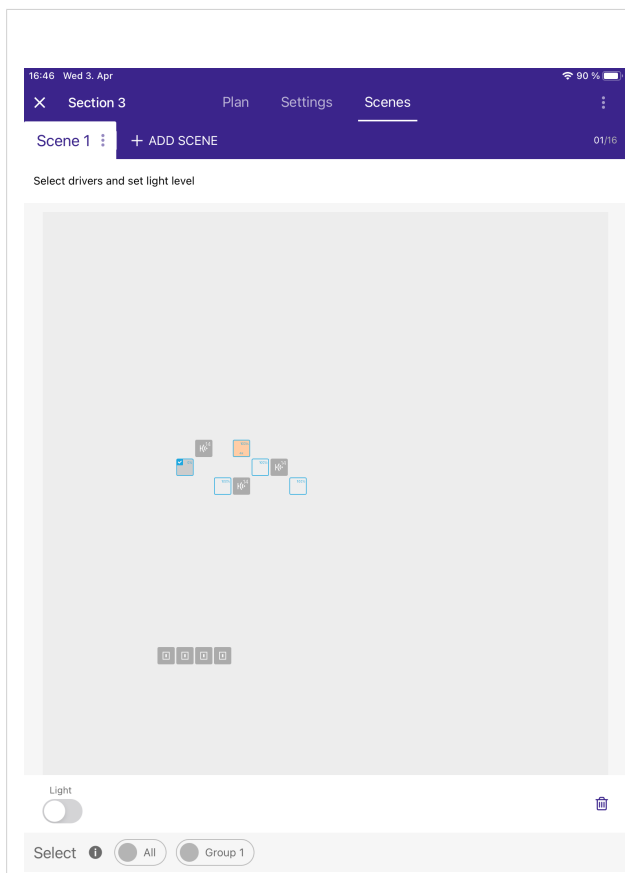 16:46 Wed 3. Apr 90 %
Section 3 Plan Settings Scenes
Scene 1 + ADD SCENE 01/16
Select drivers and set light level
Light
Select All Group 1